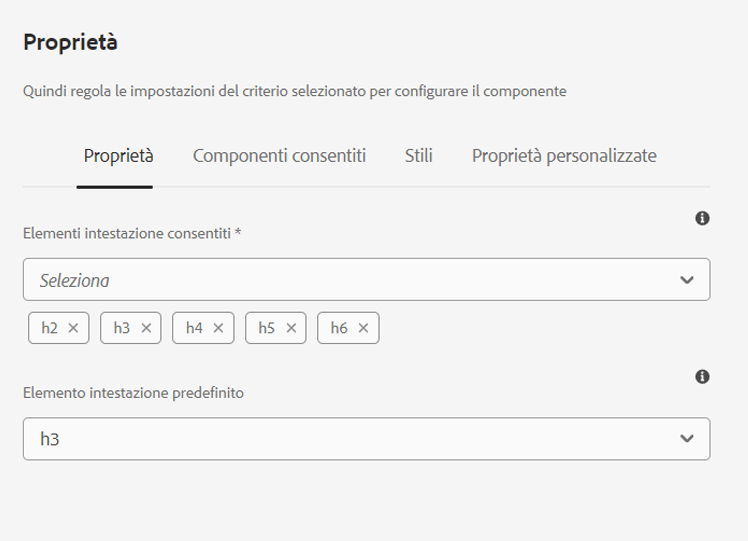 Proprietà
Quindi regola le impostazioni del criterio selezionato per configurare il componente
Proprietà Componenti consentiti Stili Proprietà personalizzate
Elementi intestazione consentiti *
Seleziona
h2 h3 h4 h5 h6
Elemento intestazione predefinito
h3